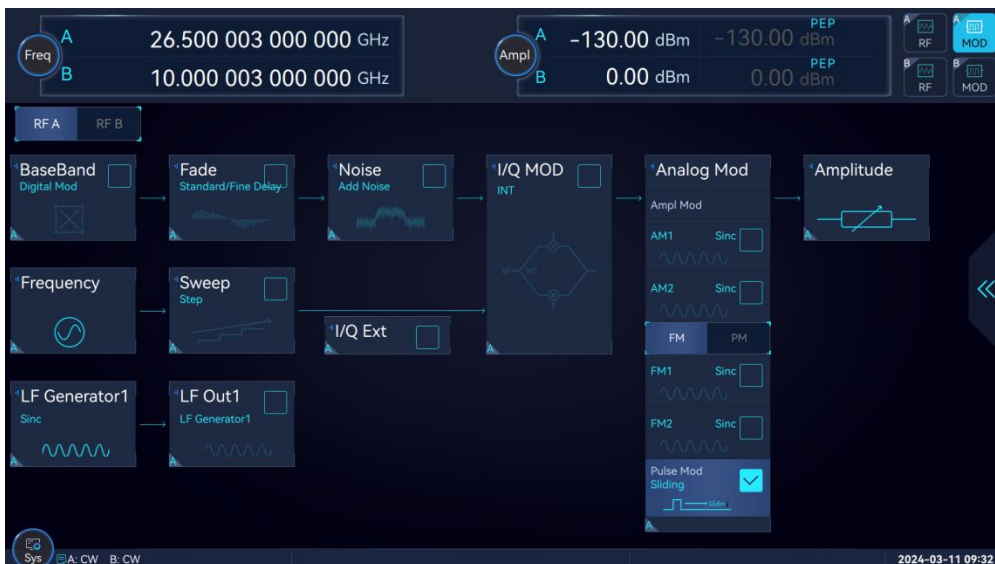 Freq
A 26.500 003 000 000 GHz
B 10.000 003 000 000 GHz
Ampl
PEP
A -130.00 dBm -130.00 dBm
PEP
B 0.00 dBm 0.00 dBm
A RF
A MOD
B RF
B MOD
RF A RF B
BaseBand
Digital Mod
A
Fade
Standard/Fine Delay
A
Noise
Add Noise
A
I/Q MOD
INT
90°
A
Analog Mod
Ampl Mod
AM1 Sinc
AM2 Sinc
FM PM
FM1 Sinc
FM2 Sinc
Pulse Mod
Sliding
A
Amplitude
A
Frequency
A
Sweep
Step
A
I/Q Ext
A
LF Generator1
Sinc
A
LF Out1
LF Generator1
A
Sys
A: CW B: CW
2024-03-11 09:32